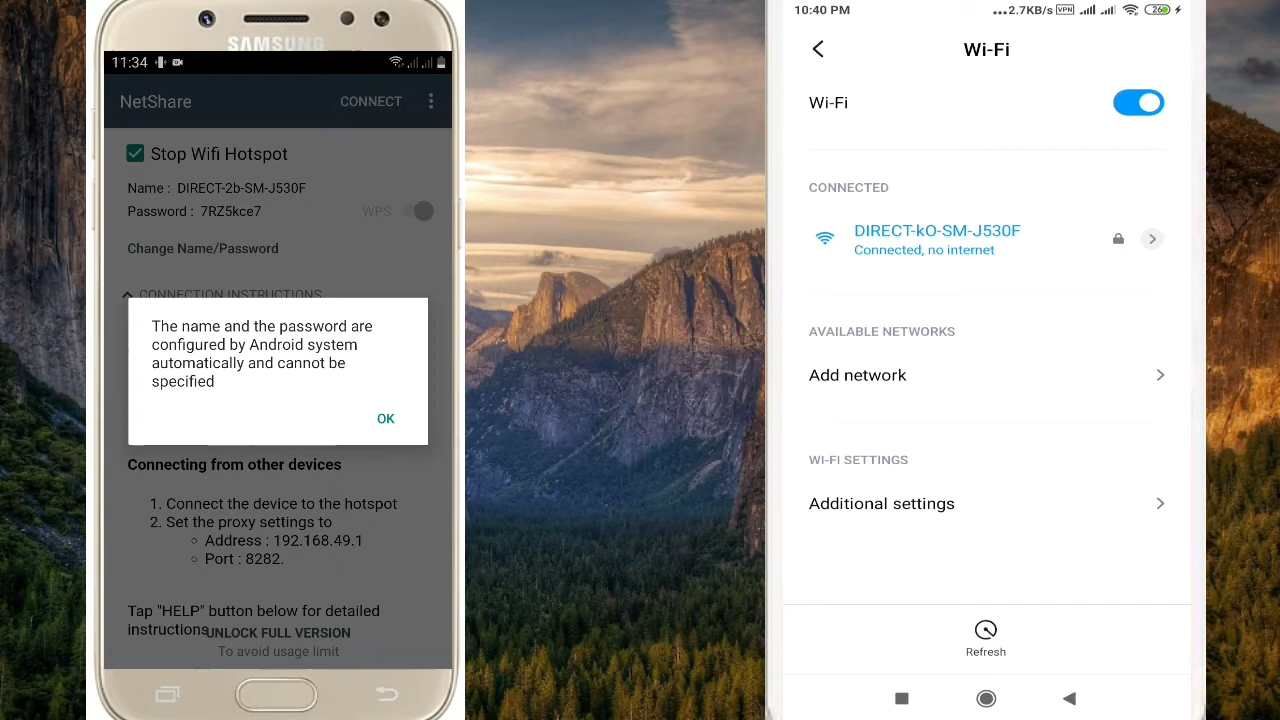 SAMSUNG
11:34
NetShare CONNECT
Stop Wifi Hotspot
Name : DIRECT-2b-SM-J530F
Password : 7RZ5kce7 WPS
Change Name/Password
CONNECTION INSTRUCTIONS
The name and the password are
configured by Android system
automatically and cannot be
specified
OK
Connecting from other devices
1. Connect the device to the hotspot
2. Set the proxy settings to
Address : 192.168.49.1
Port : 8282.
Tap "HELP" button below for detailed
instructions
UNLOCK FULL VERSION
To avoid usage limit
10:40 PM ...2.7KB/s VPN 26
Wi-Fi
Wi-Fi
CONNECTED
DIRECT-kO-SM-J530F
Connected, no internet
AVAILABLE NETWORKS
Add network
WI-FI SETTINGS
Additional settings
Refresh